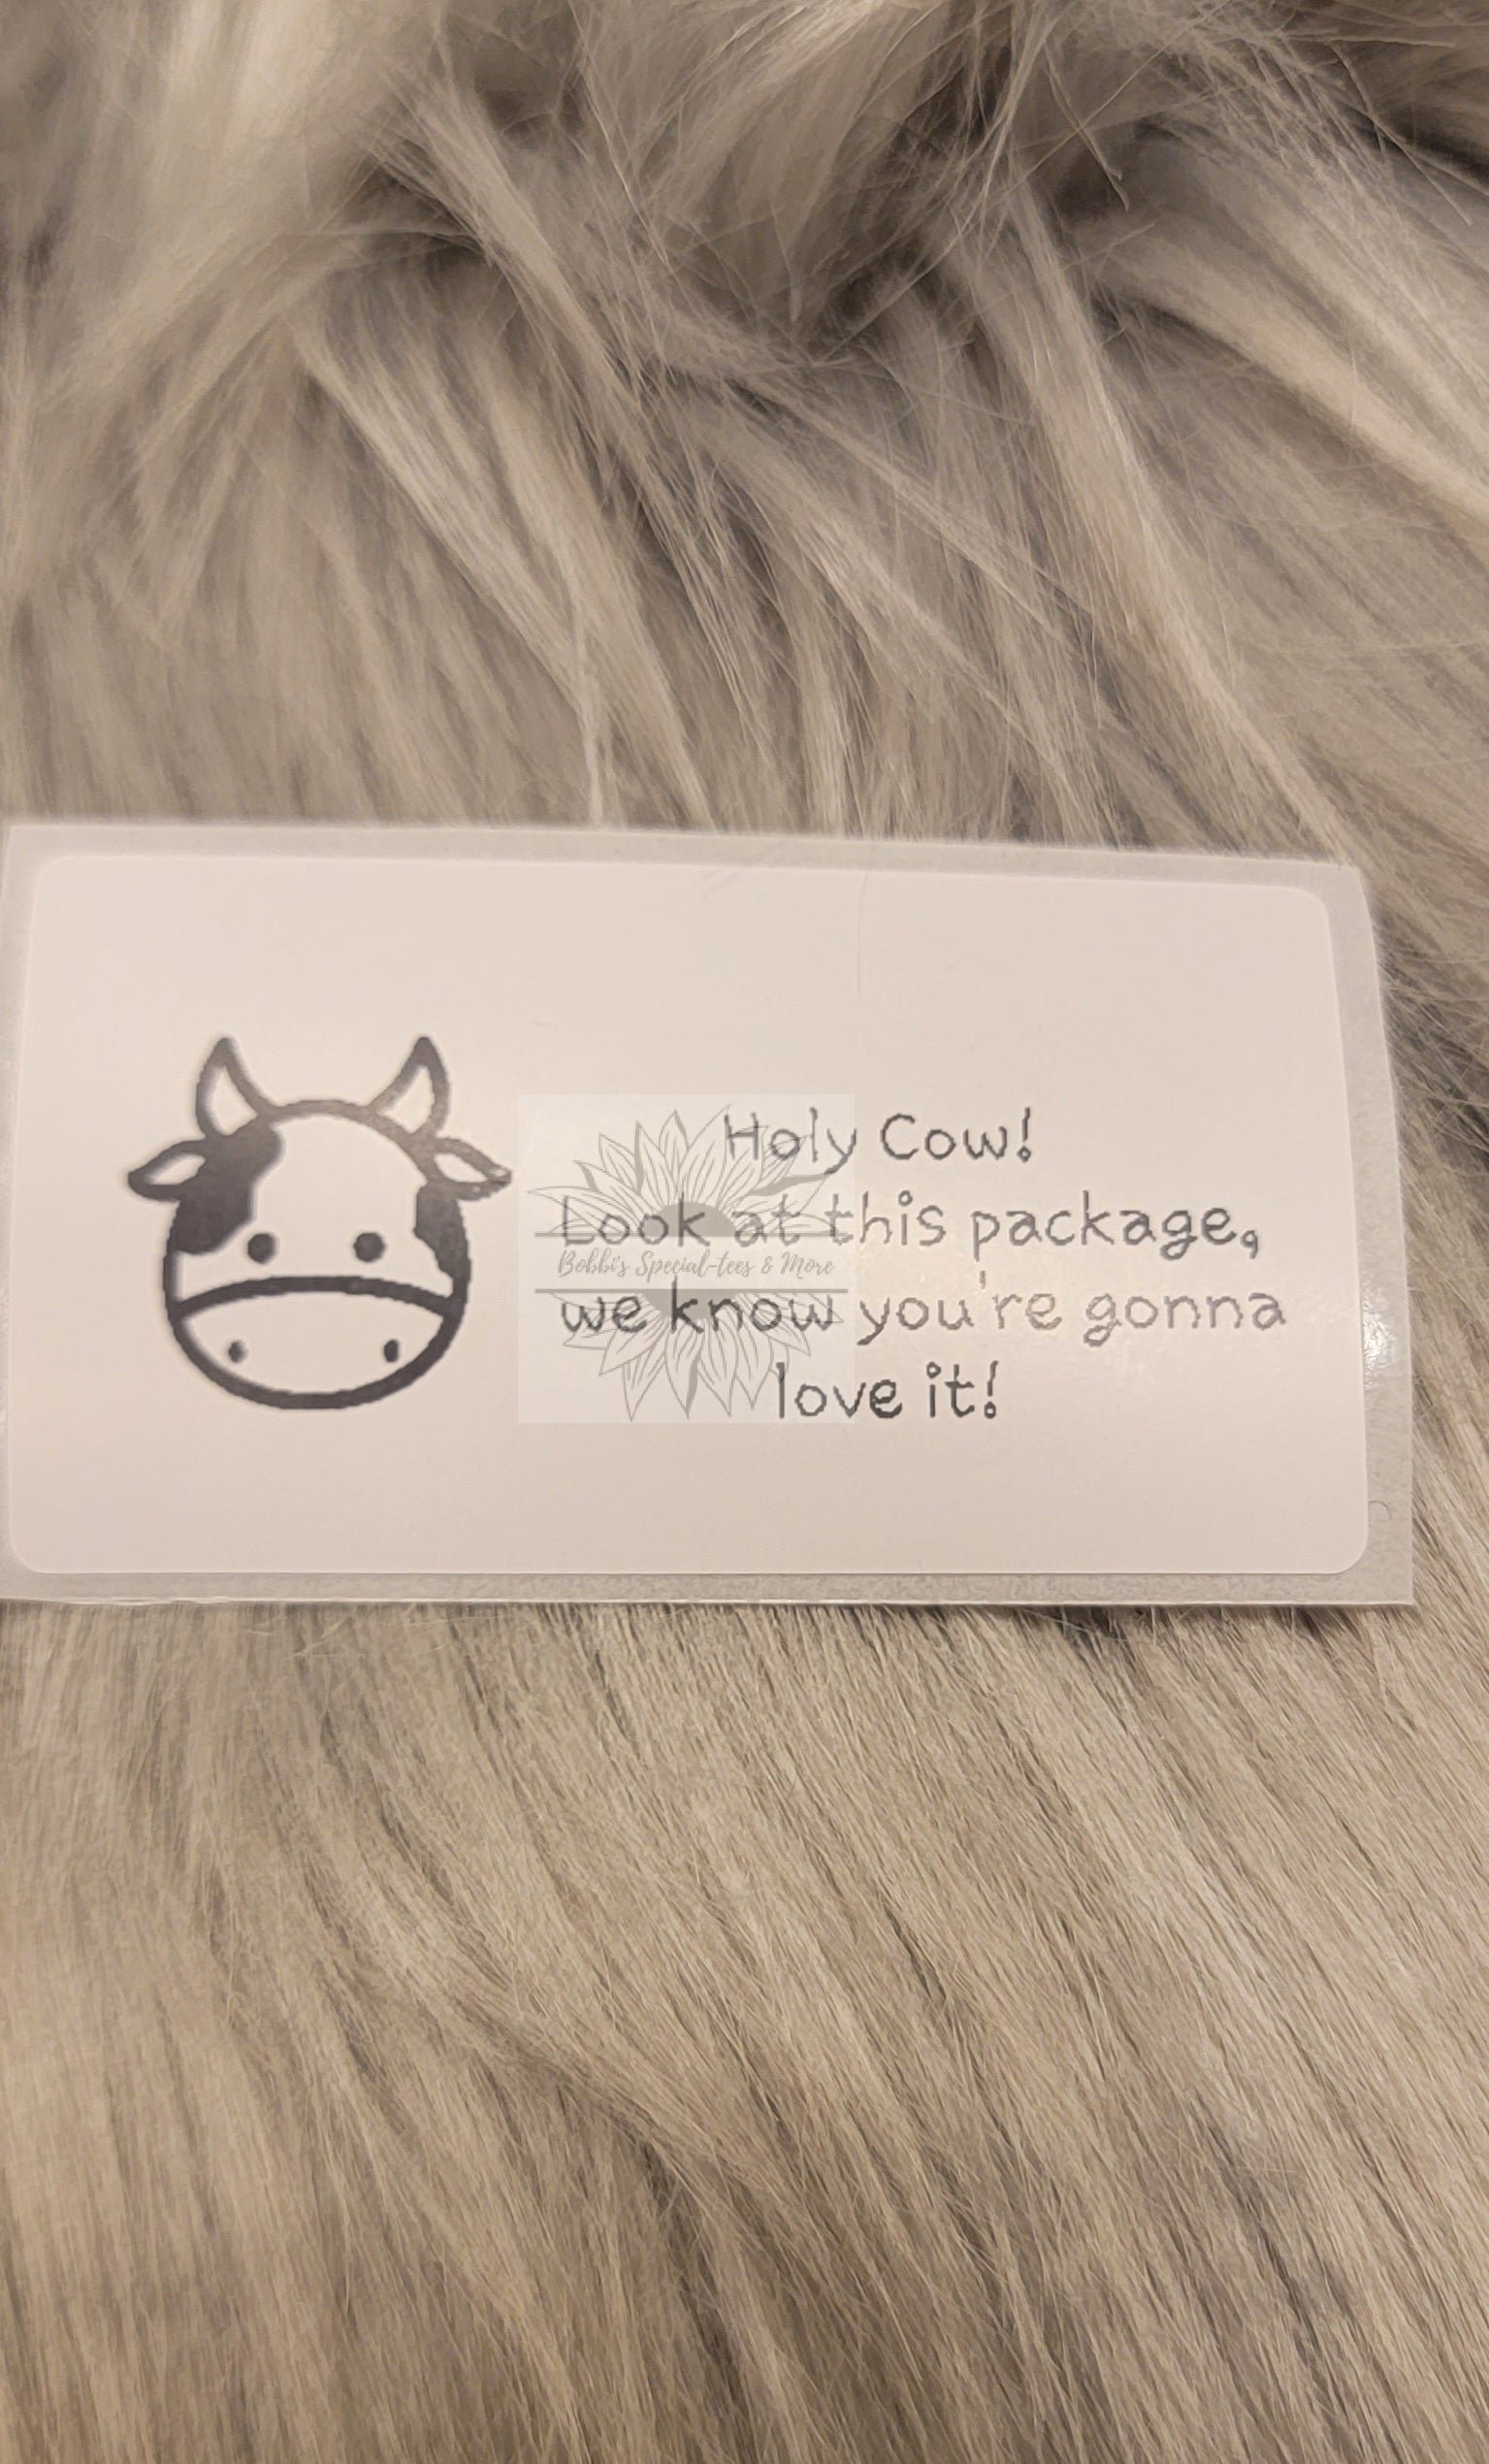 Holy Cow!
Look at this package,
Bobbi's Special-tees & More
we know you're gonna
love it!